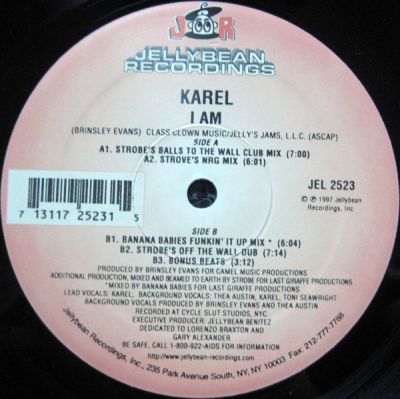 J R
JELLYBEAN
RECORDINGS
KAREL
I AM
(BRINSLEY EVANS) CLASS CLOWN MUSIC/JELLY'S JAMS, L.L.C. (ASCAP)
SIDE A
A1. STROBE'S BALLS TO THE WALL CLUB MIX (7:00)
A2. STROVE'S NRG MIX (6:01)
JEL 2523
© ℗ 1997 Jellybean
Recordings, Inc.
7 13117 25231 5
SIDE B
B1. BANANA BABIES FUNKIN' IT UP MIX * (6:04)
B2. STROBE'S OFF THE WALL DUB (7:14)
B3. BONUS BEATS (3:12)
PRODUCED BY BRINSLEY EVANS FOR CAMEL MUSIC PRODUCTIONS
ADDITIONAL PRODUCTION, MIXED AND BEAMED TO EARTH BY STROBE FOR LAST GIRAFFE PRODUCTIONS
*MIXED BY BANANA BABIES FOR LAST GIRAFFE PRODUCTIONS
LEAD VOCALS: KAREL; BACKGROUND VOCALS: THEA AUSTIN, KAREL, TONI SEAWRIGHT
BACKGROUND VOCALS PRODUCED BY BRINSLEY EVANS AND THEA AUSTIN
RECORDED AT CYCLE SLUT STUDIOS, NYC.
EXECUTIVE PRODUCER: JELLYBEAN BENITEZ
DEDICATED TO LORENZO BRAXTON AND
GARY ALEXANDER
BE SAFE, CALL 1-800-922-AIDS FOR INFORMATION
http://www.jellybean-recordings.com
Jellybean Recordings, Inc., 235 Park Avenue South, NY, NY 10003 Fax: 212-777-7788